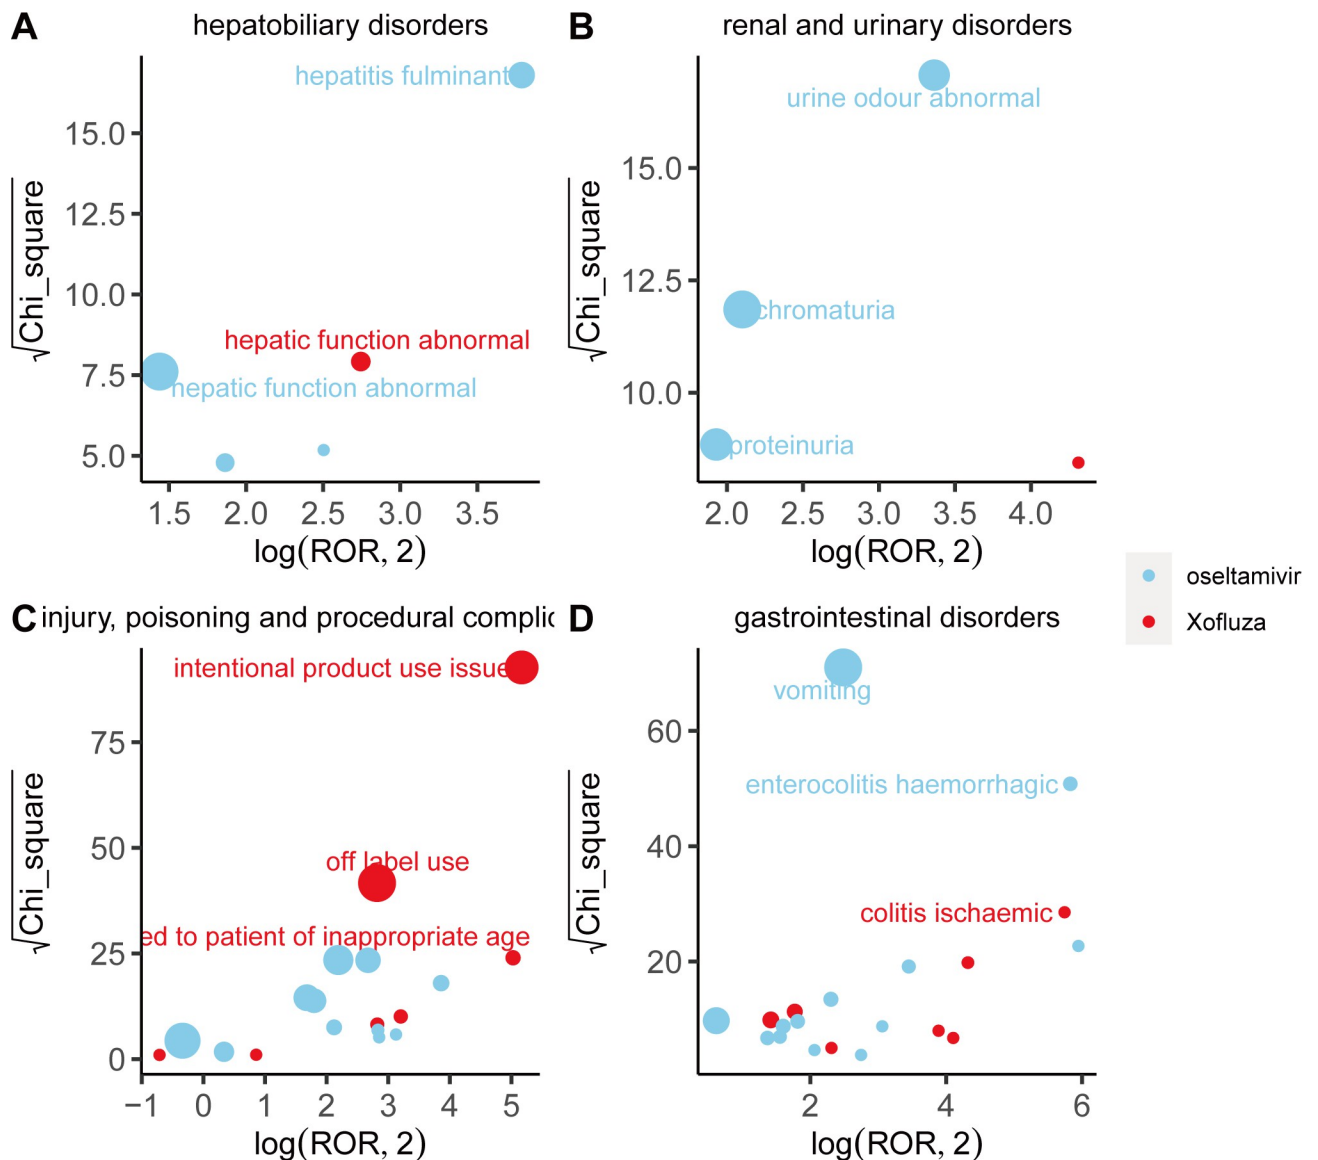 A
hepatobiliary disorders
hepatitis fulminant
15.0
12.5
10.0
7.5
5.0
√Chi_square
hepatic function abnormal
hepatic function abnormal
1.5 2.0 2.5 3.0 3.5
log(ROR, 2)
B
renal and urinary disorders
urine odour abnormal
15.0
12.5
10.0
√Chi_square
chromaturia
proteinuria
2.0 2.5 3.0 3.5 4.0
log(ROR, 2)
oseltamivir
Xofluza
C
injury, poisoning and procedural complic
intentional product use issue
75
50
25
0
√Chi_square
off label use
ed to patient of inappropriate age
−1 0 1 2 3 4 5
log(ROR, 2)
D
gastrointestinal disorders
vomiting
60
40
20
√Chi_square
enterocolitis haemorrhagic
colitis ischaemic
2 4 6
log(ROR, 2)